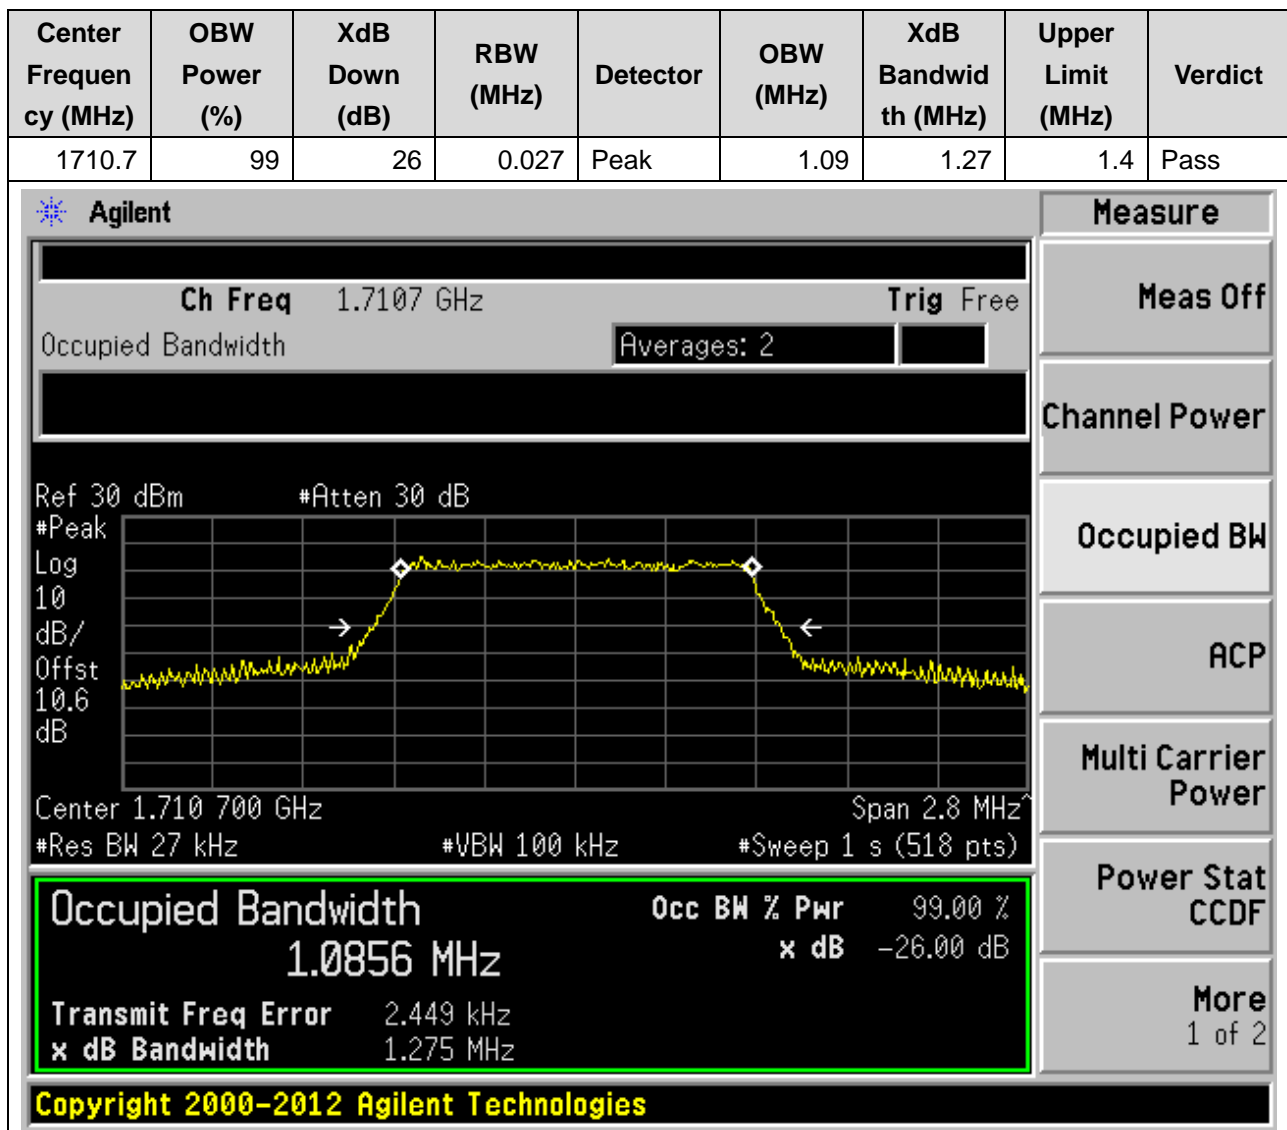 Center Frequen cy (MHz)
OBW Power (%)
XdB Down (dB)
RBW (MHz)
Detector
OBW (MHz)
XdB Bandwid th (MHz)
Upper Limit (MHz)
Verdict
1710.7 99 26 0.027 Peak 1.09 1.27 1.4 Pass
Agilent
Measure
Ch Freq 1.7107 GHz Trig Free
Meas Off
Occupied Bandwidth Averages: 2
Channel Power
Ref 30 dBm #Atten 30 dB
#Peak
Log
10
dB/
Offst
10.6
dB
Occupied BW
ACP
Multi Carrier
Power
Center 1.710 700 GHz Span 2.8 MHz^
#Res BW 27 kHz #VBW 100 kHz #Sweep 1 s (518 pts)
Power Stat
CCDF
Occupied Bandwidth
1.0856 MHz
Occ BW % Pwr 99.00 %
x dB -26.00 dB
Transmit Freq Error 2.449 kHz
x dB Bandwidth 1.275 MHz
More
1 of 2
Copyright 2000-2012 Agilent Technologies